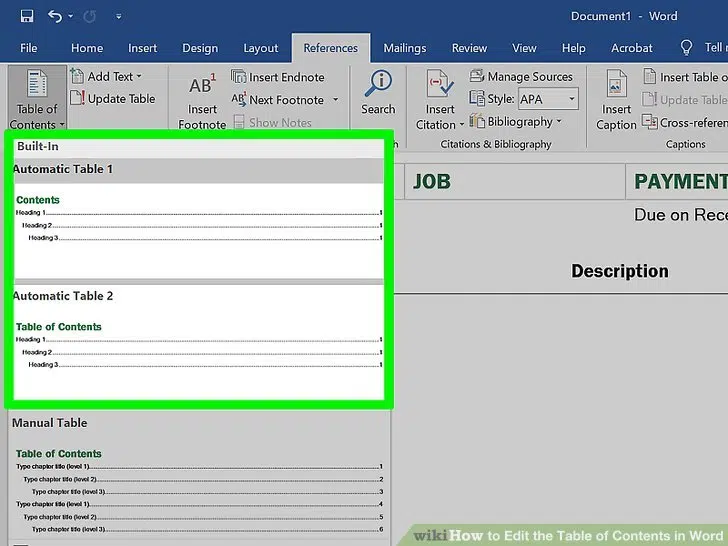 Document1 - Word
File Home Insert Design Layout References Mailings Review View Help Acrobat Tell
Table of Contents
Add Text
Update Table
AB1
Insert Footnote
Insert Endnote
AB1 Next Footnote
Show Notes
Search
Insert Citation
Manage Sources
Style: APA
Bibliography
Citations & Bibliography
Insert Caption
Insert Table o
Update Table
Cross-refere
Captions
Built-In
Automatic Table 1
Contents
Heading 1...1
Heading 2...1
Heading 3...1
Automatic Table 2
Table of Contents
Heading 1...1
Heading 2...1
Heading 3...1
Manual Table
Table of Contents
Type chapter title (level 1)...1
Type chapter title (level 2)...2
Type chapter title (level 3)...3
Type chapter title (level 1)...4
Type chapter title (level 2)...5
Type chapter title (level 3)...6
JOB
PAYMENT
Due on Rece
Description
wikiHow to Edit the Table of Contents in Word